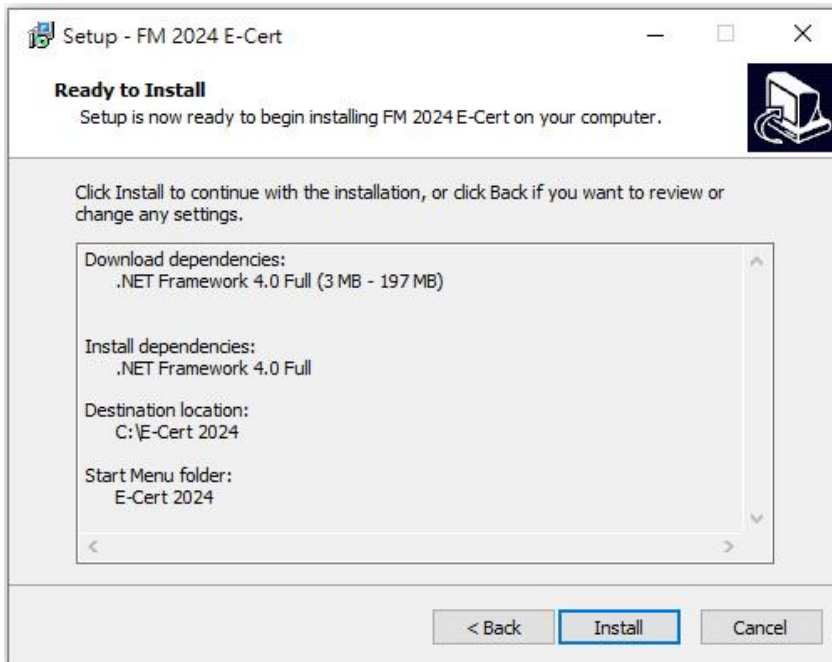 Setup - FM 2024 E-Cert
Ready to Install
Setup is now ready to begin installing FM 2024 E-Cert on your computer.
Click Install to continue with the installation, or click Back if you want to review or
change any settings.
Download dependencies:
.NET Framework 4.0 Full (3 MB - 197 MB)
Install dependencies:
.NET Framework 4.0 Full
Destination location:
C:\E-Cert 2024
Start Menu folder:
E-Cert 2024
< Back
Install
Cancel